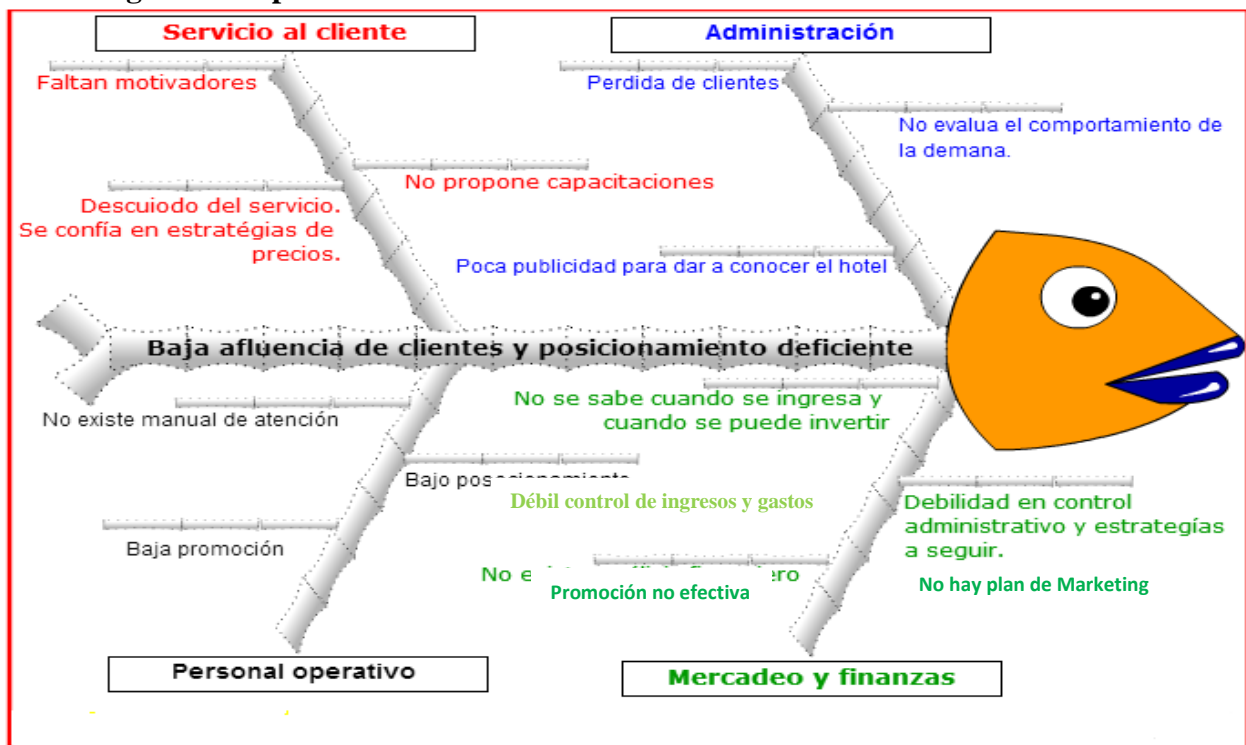 Servicio al cliente
Administración
Faltan motivadores
Perdida de clientes
No evalua el comportamiento de
la demana.
No propone capacitaciones
Descuiodo del servicio.
Se confía en estratégias de
precios.
Poca publicidad para dar a conocer el hotel
Baja afluencia de clientes y posicionamiento deficiente
No existe manual de atención
No se sabe cuando se ingresa y
cuando se puede invertir
Bajo
Débil control de ingresos y gastos
Debilidad en control
administrativo y estrategías
a seguir.
Baja promoción
No
Promoción no efectiva
No hay plan de Marketing
Personal operativo
Mercadeo y finanzas